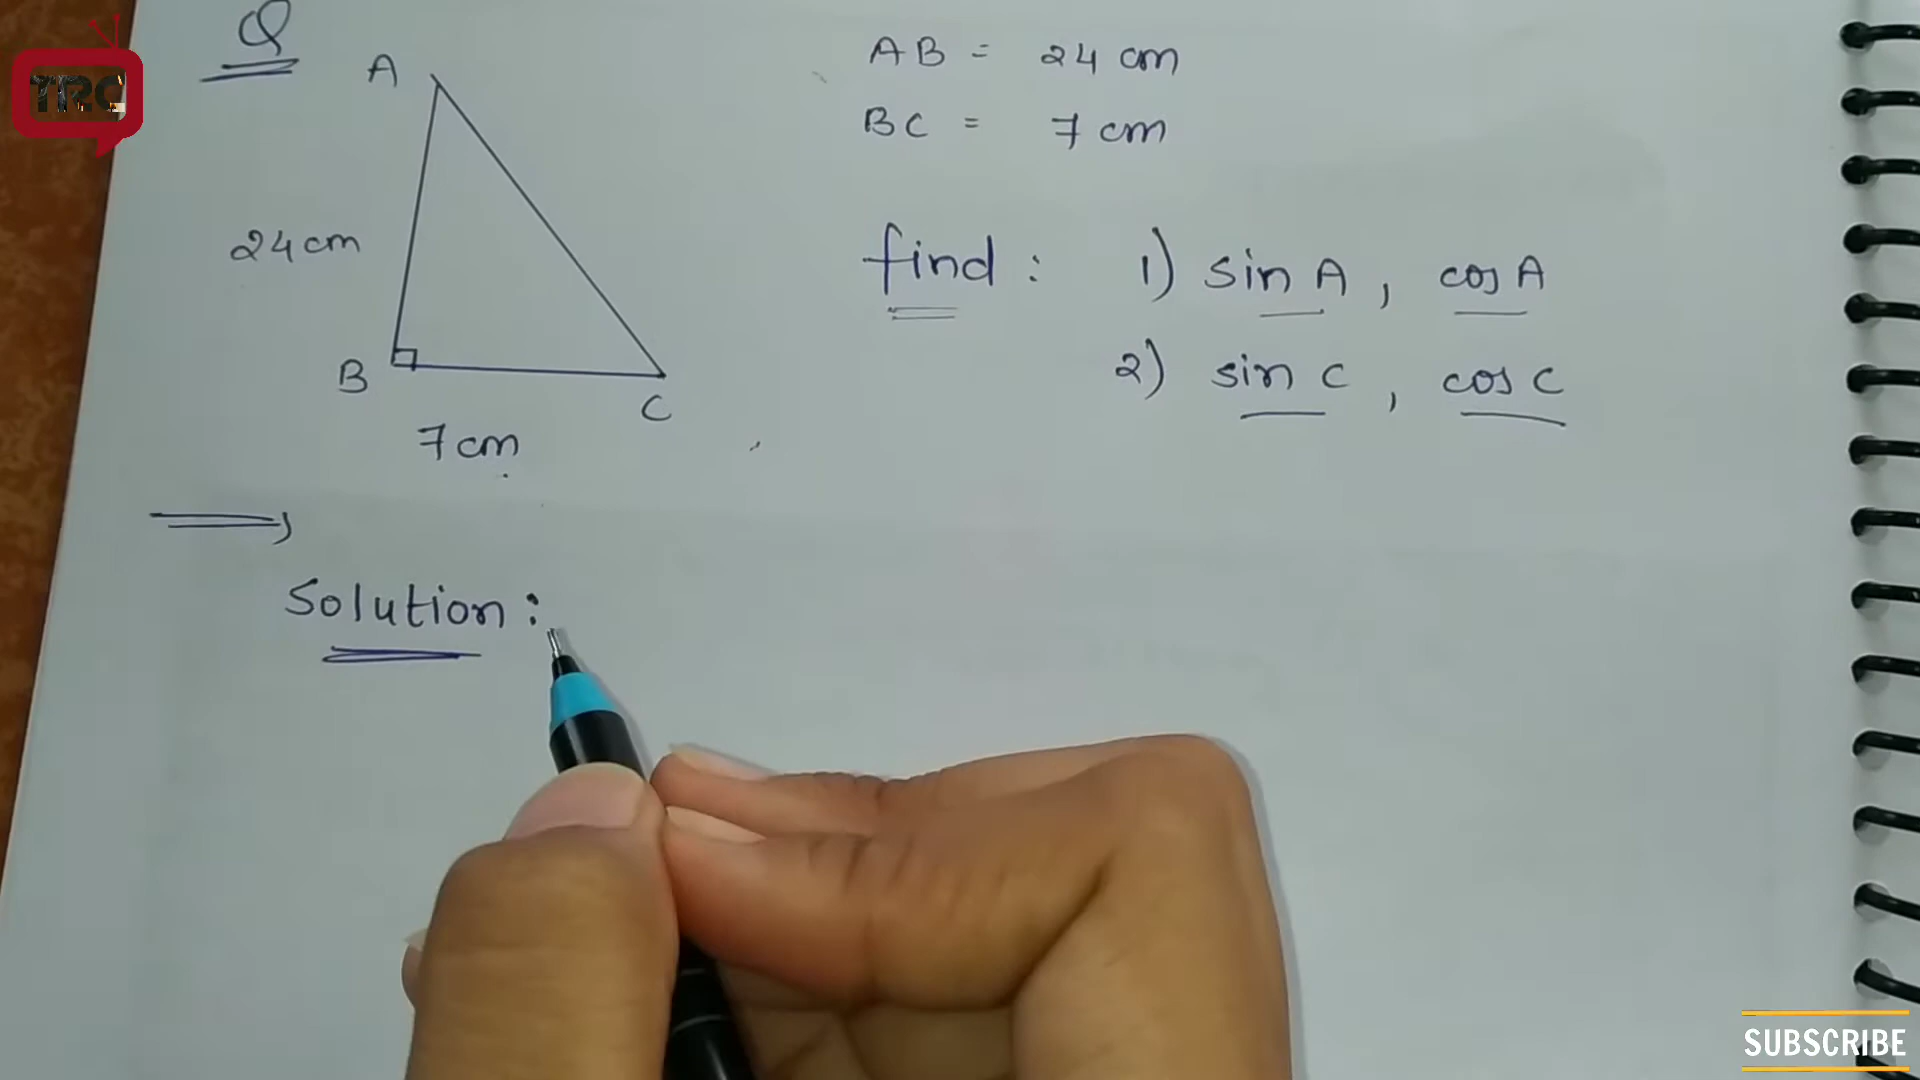 Q
TRC
A
AB = 24 cm
BC = 7 cm
24 cm
find : 1) sin A , cos A
2) sin C , cos C
B
C
7 cm
Solution :
SUBSCRIBE